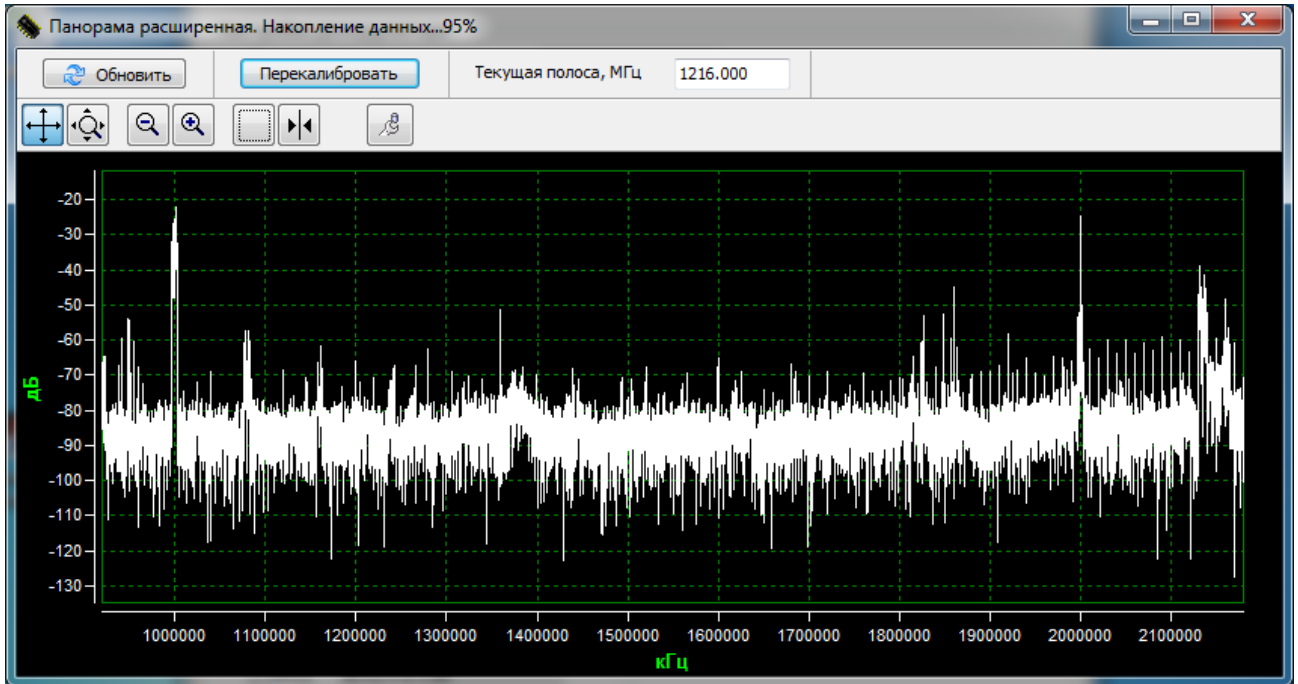 Панорама расширенная. Накопление данных...95%
Обновить
Перекалибровать
Текущая полоса, МГц
1216.000
-20
-30
-40
-50
-60
-70
-80
-90
-100
-110
-120
-130
дБ
1000000 1100000 1200000 1300000 1400000 1500000 1600000 1700000 1800000 1900000 2000000 2100000
кГц